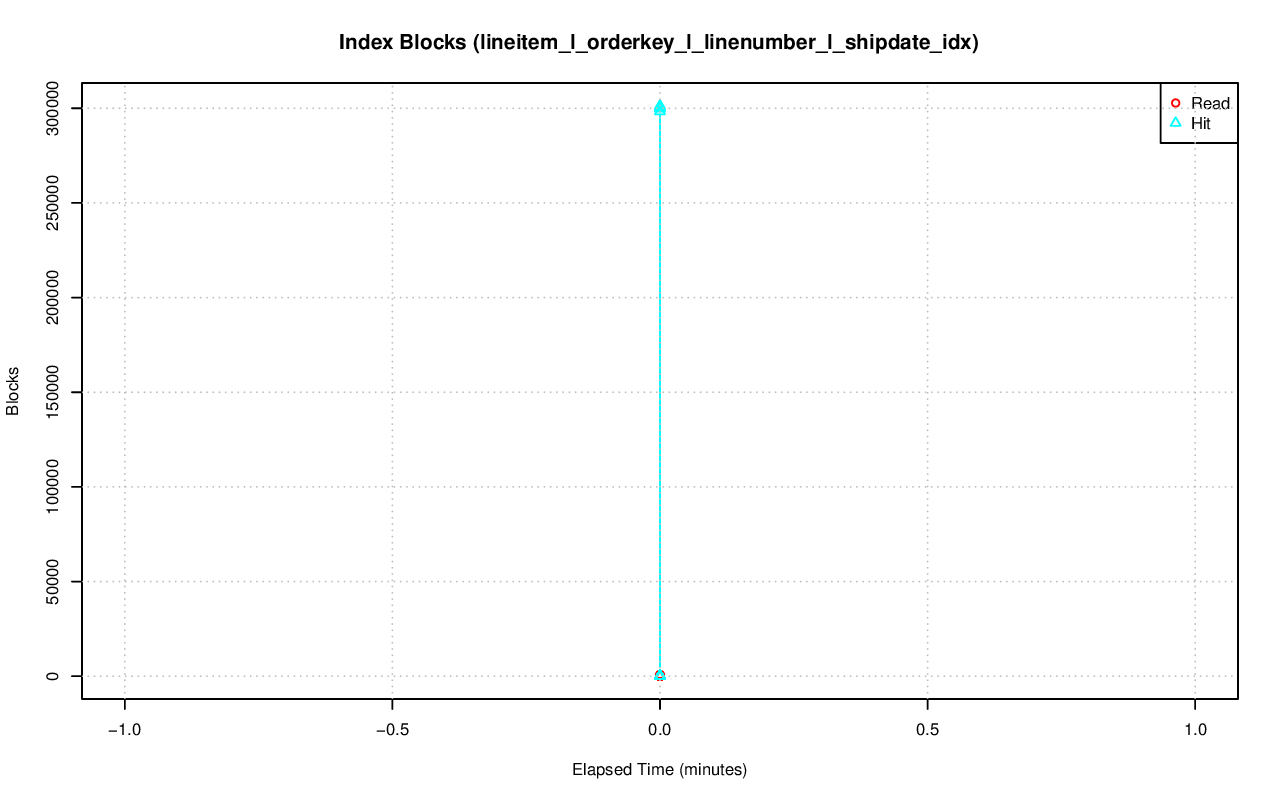 Index Blocks (lineitem_l_orderkey_l_linenumber_l_shipdate_idx)
Read
Hit
300000
250000
200000
150000
100000
50000
0
Blocks
−1.0
−0.5
0.0
0.5
1.0
Elapsed Time (minutes)